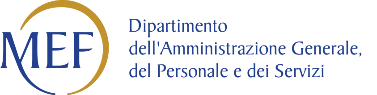 MEF
Dipartimento
dell'Amministrazione Generale,
del Personale e dei Servizi